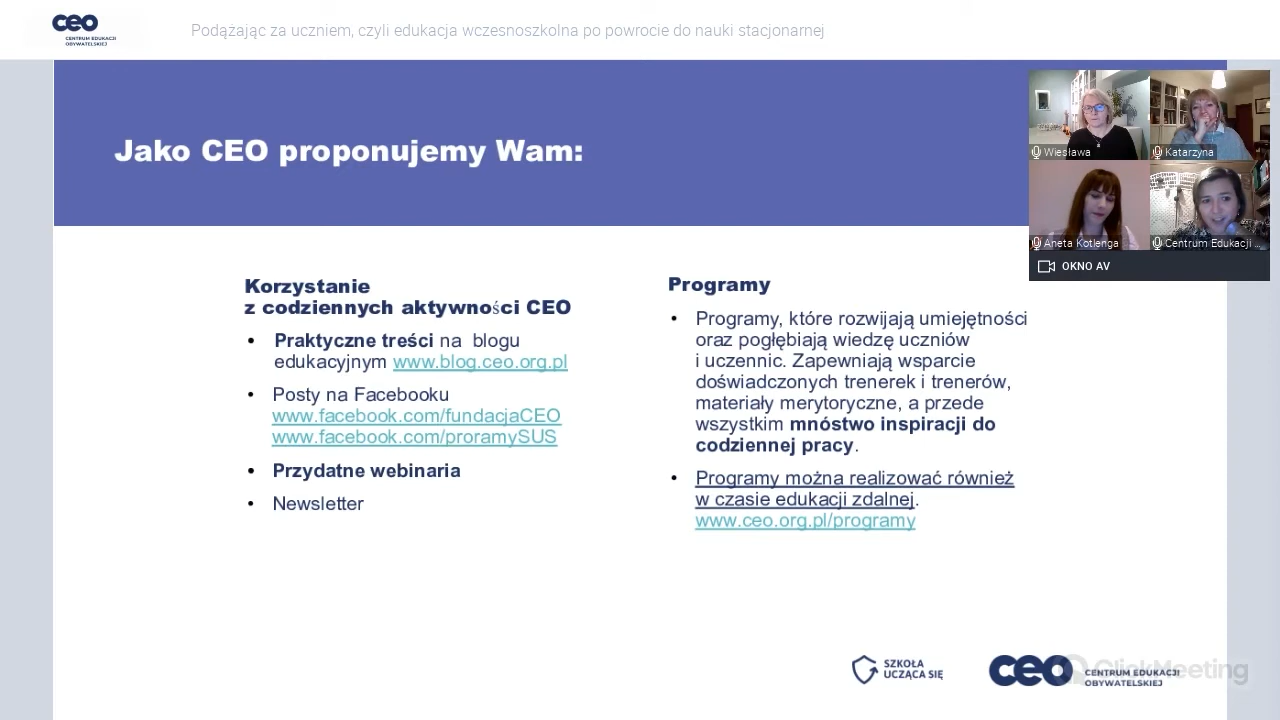 ceo
CENTRUM EDUKACJI
OBYWATELSKIEJ
Podążając za uczniem, czyli edukacja wczesnoszkolna po powrocie do nauki stacjonarnej
Jako CEO proponujemy Wam:
Wiesława
Katarzyna
Aneta Kotlenga
Centrum Edukacji ...
OKNO AV
Korzystanie
z codziennych aktywności CEO
• Praktyczne treści na blogu
edukacyjnym www.blog.ceo.org.pl
• Posty na Facebooku
www.facebook.com/fundacjaCEO
www.facebook.com/proramySUS
• Przydatne webinaria
• Newsletter
Programy
• Programy, które rozwijają umiejętności
oraz pogłębiają wiedzę uczniów
i uczennic. Zapewniają wsparcie
doświadczonych trenerek i trenerów,
materiały merytoryczne, a przede
wszystkim mnóstwo inspiracji do
codziennej pracy.
• Programy można realizować również
w czasie edukacji zdalnej.
www.ceo.org.pl/programy
SZKOŁA
UCZĄCA SIĘ
ceo
CENTRUM EDUKACJI
OBYWATELSKIEJ
ClickMeeting